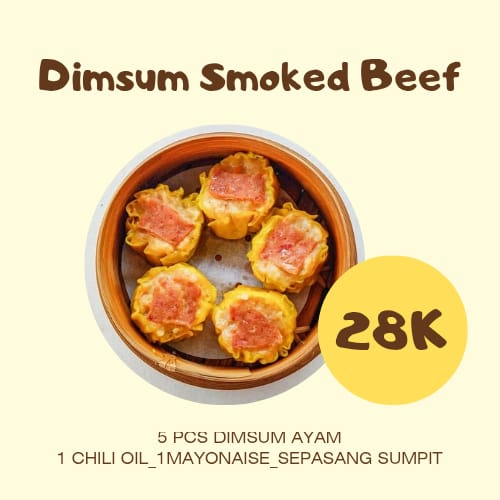 Dimsum Smoked Beef
28K
5 PCS DIMSUM AYAM
1 CHILI OIL_1MAYONAISE_SEPASANG SUMPIT